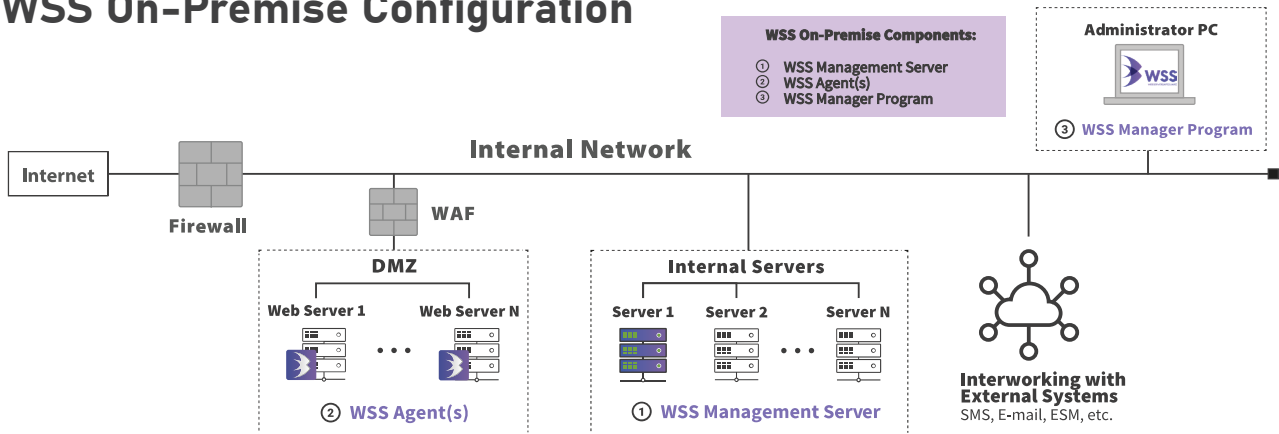 WSS On-Premise Configuration
WSS On-Premise Components:
① WSS Management Server
② WSS Agent(s)
③ WSS Manager Program
Administrator PC
WSS
③ WSS Manager Program
Internal Network
Internet
Firewall
WAF
DMZ
Web Server 1
Web Server N
② WSS Agent(s)
Internal Servers
Server 1
Server 2
Server N
① WSS Management Server
Interworking with
External Systems
SMS, E-mail, ESM, etc.